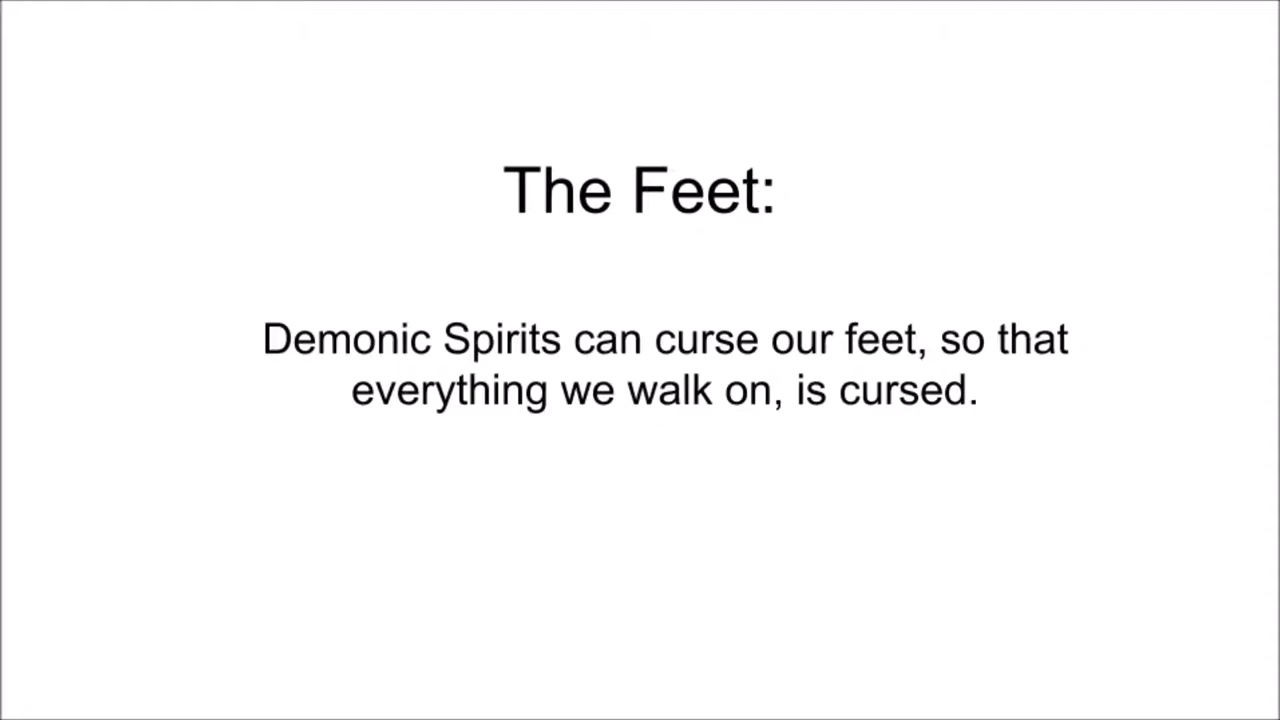 The Feet:
Demonic Spirits can curse our feet, so that
everything we walk on, is cursed.